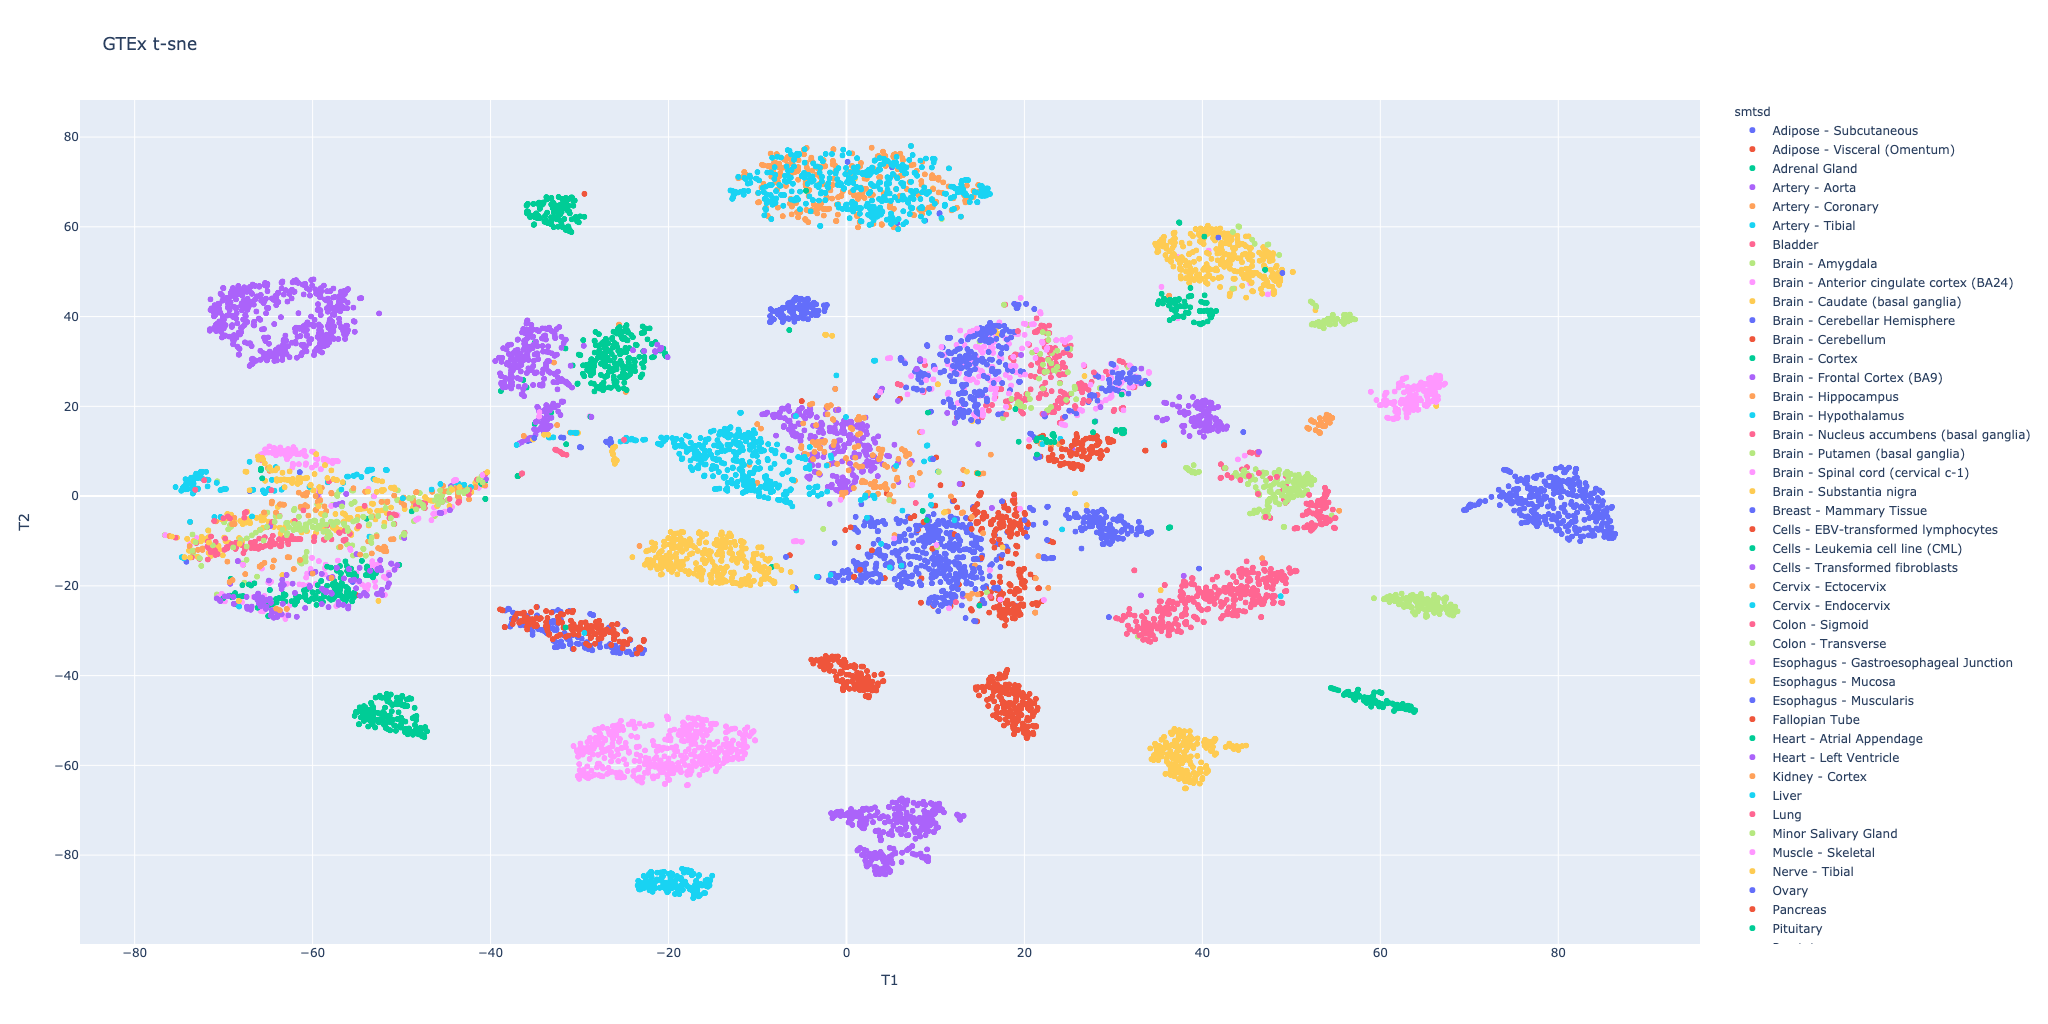 GTEx t-sne
smtsd
Adipose - Subcutaneous
Adipose - Visceral (Omentum)
Adrenal Gland
Artery - Aorta
Artery - Coronary
Artery - Tibial
Bladder
Brain - Amygdala
Brain - Anterior cingulate cortex (BA24)
Brain - Caudate (basal ganglia)
Brain - Cerebellar Hemisphere
Brain - Cerebellum
Brain - Cortex
Brain - Frontal Cortex (BA9)
Brain - Hippocampus
Brain - Hypothalamus
Brain - Nucleus accumbens (basal ganglia)
Brain - Putamen (basal ganglia)
Brain - Spinal cord (cervical c-1)
Brain - Substantia nigra
Breast - Mammary Tissue
Cells - EBV-transformed lymphocytes
Cells - Leukemia cell line (CML)
Cells - Transformed fibroblasts
Cervix - Ectocervix
Cervix - Endocervix
Colon - Sigmoid
Colon - Transverse
Esophagus - Gastroesophageal Junction
Esophagus - Mucosa
Esophagus - Muscularis
Fallopian Tube
Heart - Atrial Appendage
Heart - Left Ventricle
Kidney - Cortex
Liver
Lung
Minor Salivary Gland
Muscle - Skeletal
Nerve - Tibial
Ovary
Pancreas
Pituitary
80
60
40
20
0
−20
−40
−60
−80
T2
−80 −60 −40 −20 0 20 40 60 80
T1